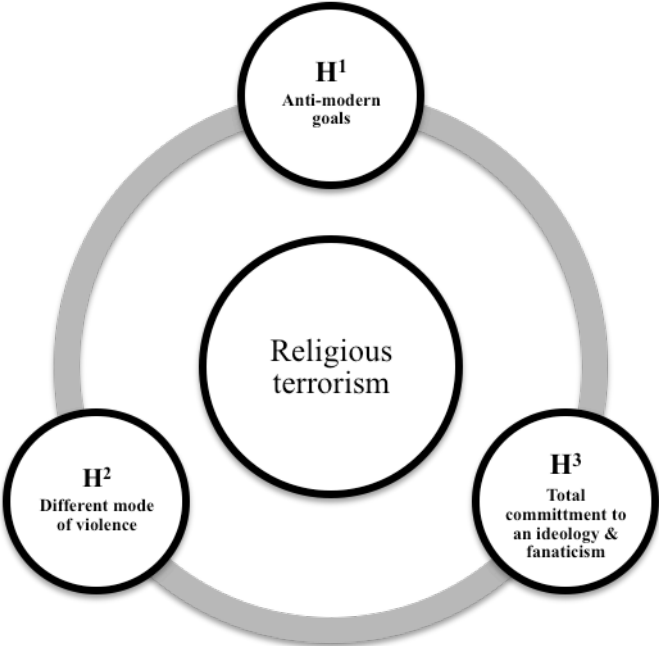 H¹
Anti-modern
goals
Religious
terrorism
H²
Different mode
of violence
H³
Total
committment to
an ideology &
fanaticism